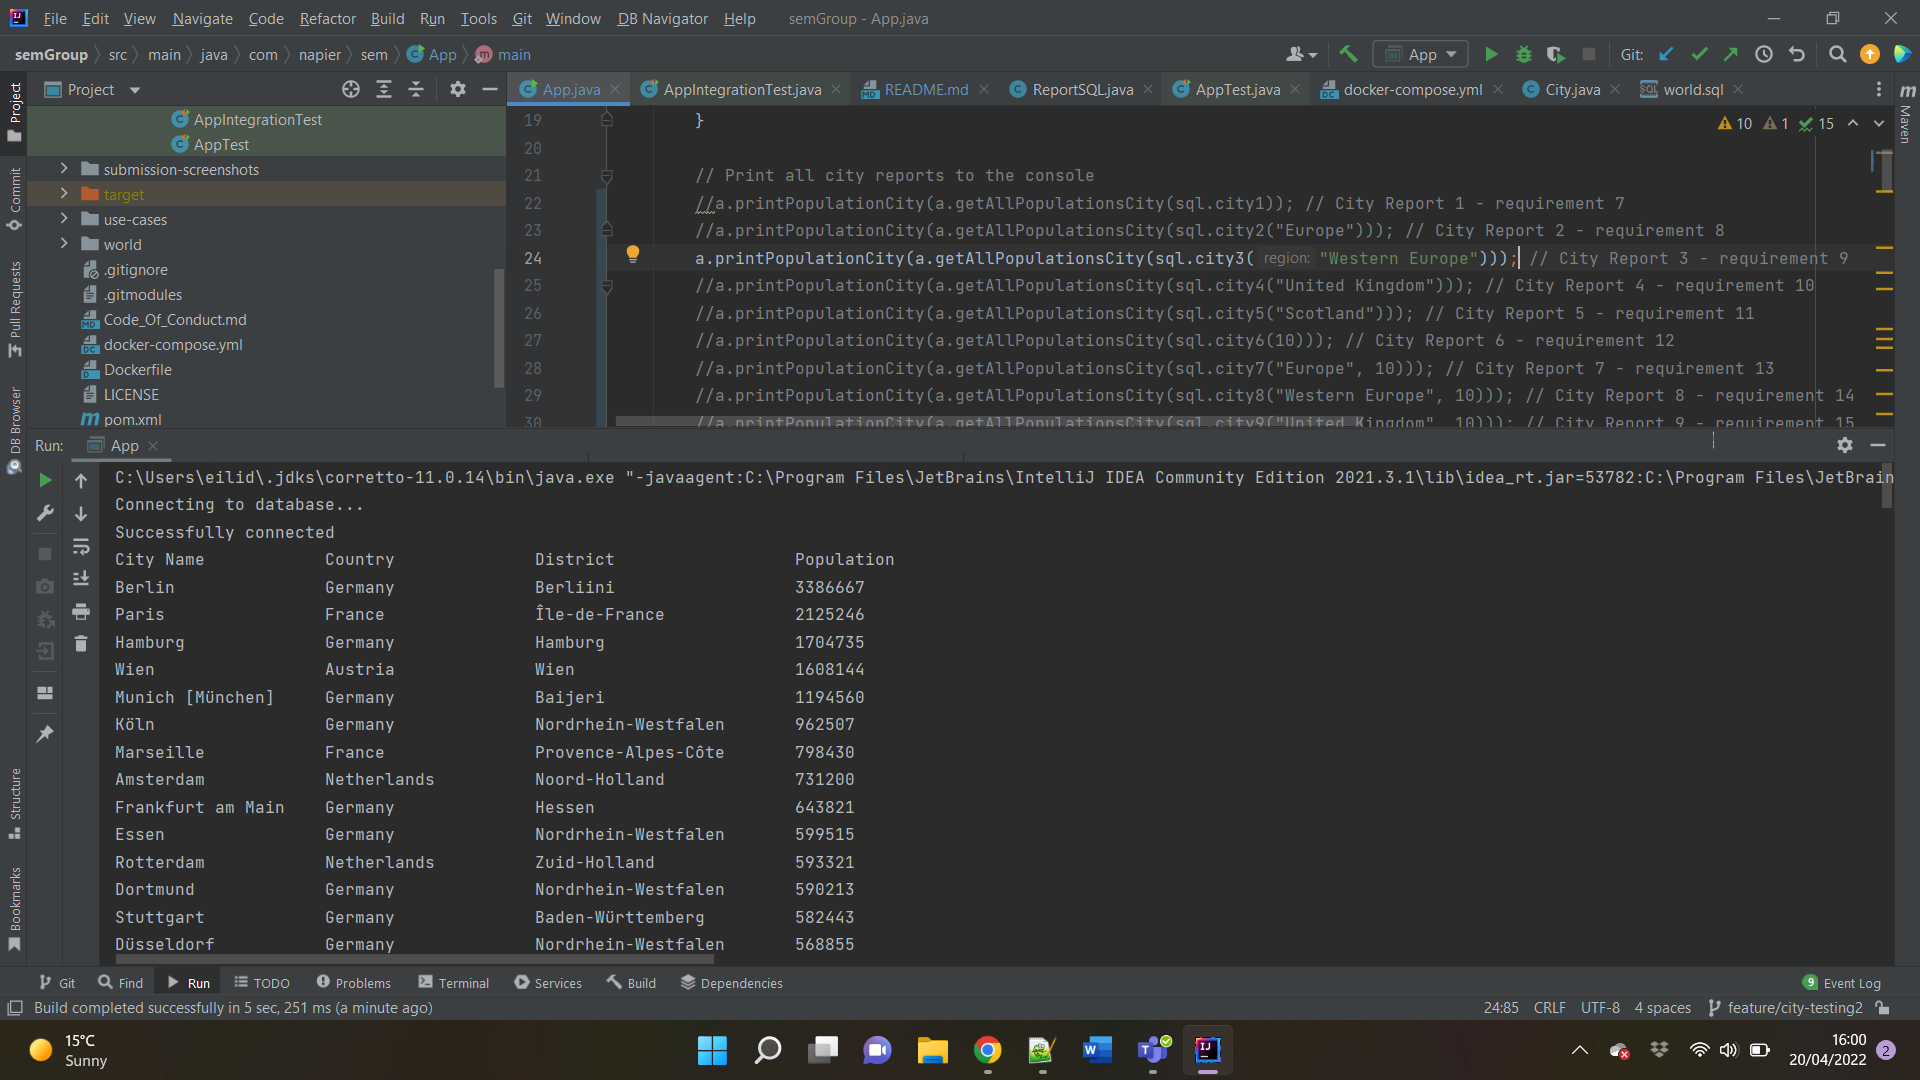 File Edit View Navigate Code Refactor Build Run Tools Git Window DB Navigator Help semGroup - App.java
semGroup src main java com napier sem App main App Git:
Project
App.java AppIntegrationTest.java README.md ReportSQL.java AppTest.java docker-compose.yml City.java world.sql
Project
Commit
Pull Requests
DB Browser
Structure
Bookmarks
Maven
AppIntegrationTest
AppTest
submission-screenshots
target
use-cases
world
.gitignore
.gitmodules
Code_Of_Conduct.md
docker-compose.yml
Dockerfile
LICENSE
pom.xml
10 1 15
19 }
20
21 // Print all city reports to the console
22 //a.printPopulationCity(a.getAllPopulationsCity(sql.city1)); // City Report 1 - requirement 7
23 //a.printPopulationCity(a.getAllPopulationsCity(sql.city2("Europe"))); // City Report 2 - requirement 8
24 a.printPopulationCity(a.getAllPopulationsCity(sql.city3( region: "Western Europe"))); // City Report 3 - requirement 9
25 //a.printPopulationCity(a.getAllPopulationsCity(sql.city4("United Kingdom"))); // City Report 4 - requirement 10
26 //a.printPopulationCity(a.getAllPopulationsCity(sql.city5("Scotland"))); // City Report 5 - requirement 11
27 //a.printPopulationCity(a.getAllPopulationsCity(sql.city6(10))); // City Report 6 - requirement 12
28 //a.printPopulationCity(a.getAllPopulationsCity(sql.city7("Europe", 10))); // City Report 7 - requirement 13
29 //a.printPopulationCity(a.getAllPopulationsCity(sql.city8("Western Europe", 10))); // City Report 8 - requirement 14
30 //a.printPopulationCity(a.getAllPopulationsCity(sql.city9("United Kingdom", 10))); // City Report 9 - requirement 15
Run: App
C:\Users\eilid\.jdks\corretto-11.0.14\bin\java.exe "-javaagent:C:\Program Files\JetBrains\IntelliJ IDEA Community Edition 2021.3.1\lib\idea_rt.jar=53782:C:\Program Files\JetBrain
Connecting to database...
Successfully connected
City Name Country District Population
Berlin Germany Berliini 3386667
Paris France Île-de-France 2125246
Hamburg Germany Hamburg 1704735
Wien Austria Wien 1608144
Munich [München] Germany Baijeri 1194560
Köln Germany Nordrhein-Westfalen 962507
Marseille France Provence-Alpes-Côte 798430
Amsterdam Netherlands Noord-Holland 731200
Frankfurt am Main Germany Hessen 643821
Essen Germany Nordrhein-Westfalen 599515
Rotterdam Netherlands Zuid-Holland 593321
Dortmund Germany Nordrhein-Westfalen 590213
Stuttgart Germany Baden-Württemberg 582443
Düsseldorf Germany Nordrhein-Westfalen 568855
Git Find Run TODO Problems Terminal Services Build Dependencies 9 Event Log
Build completed successfully in 5 sec, 251 ms (a minute ago) 24:85 CRLF UTF-8 4 spaces feature/city-testing2
15°C
Sunny
16:00
20/04/2022
2